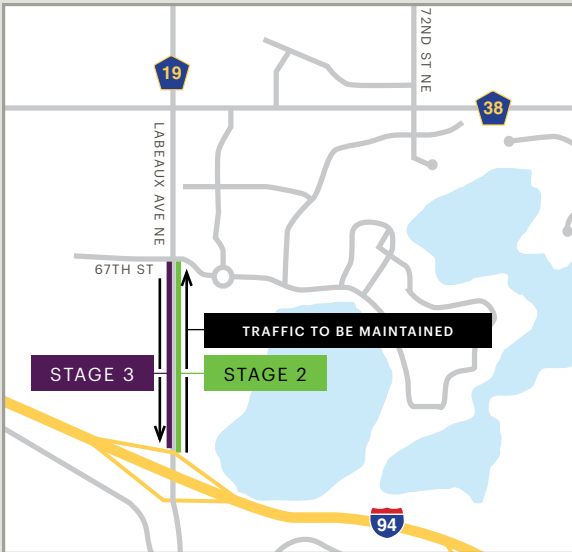 72ND ST NE
19
38
LABEAUX AVE NE
67TH ST
TRAFFIC TO BE MAINTAINED
STAGE 3
STAGE 2
94